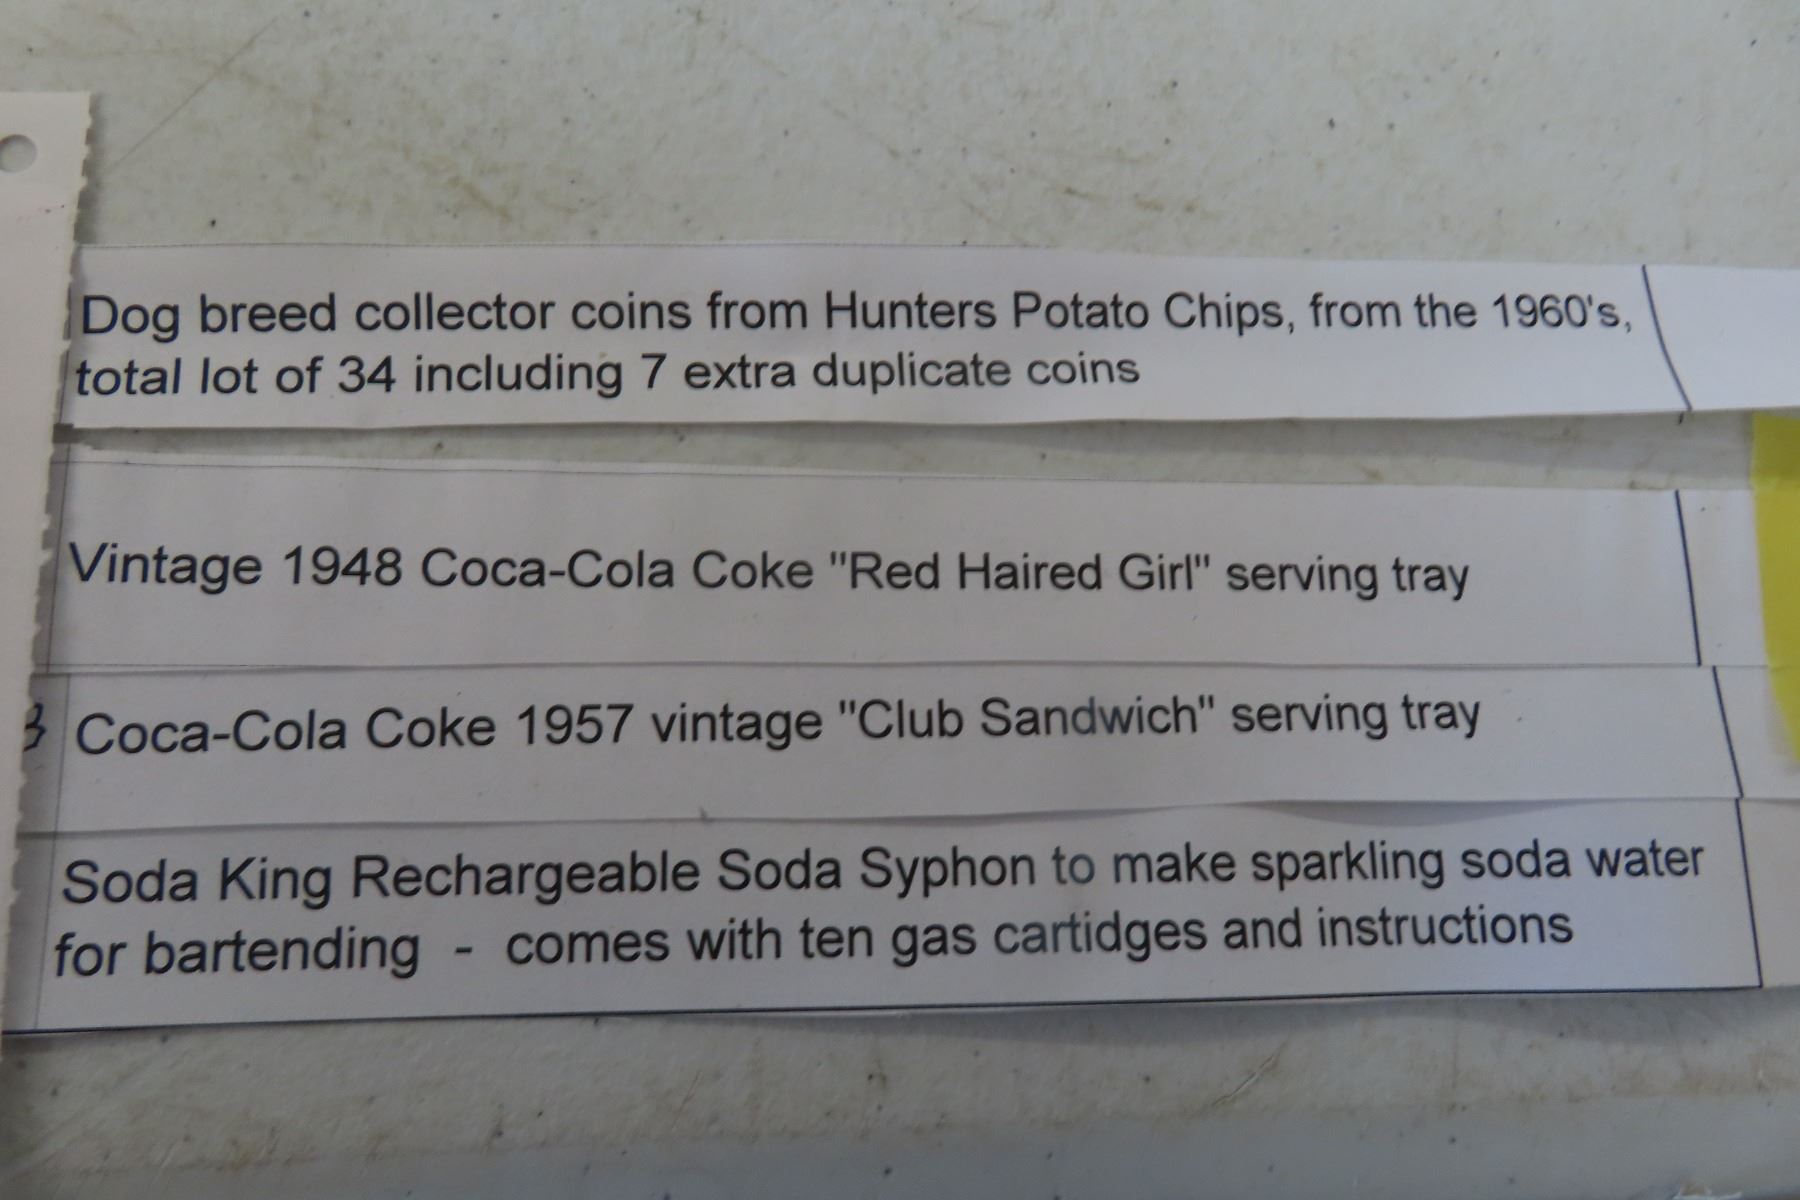 Dog breed collector coins from Hunters Potato Chips, from the 1960's,
total lot of 34 including 7 extra duplicate coins
Vintage 1948 Coca-Cola Coke "Red Haired Girl" serving tray
Coca-Cola Coke 1957 vintage "Club Sandwich" serving tray
Soda King Rechargeable Soda Syphon to make sparkling soda water
for bartending - comes with ten gas cartidges and instructions